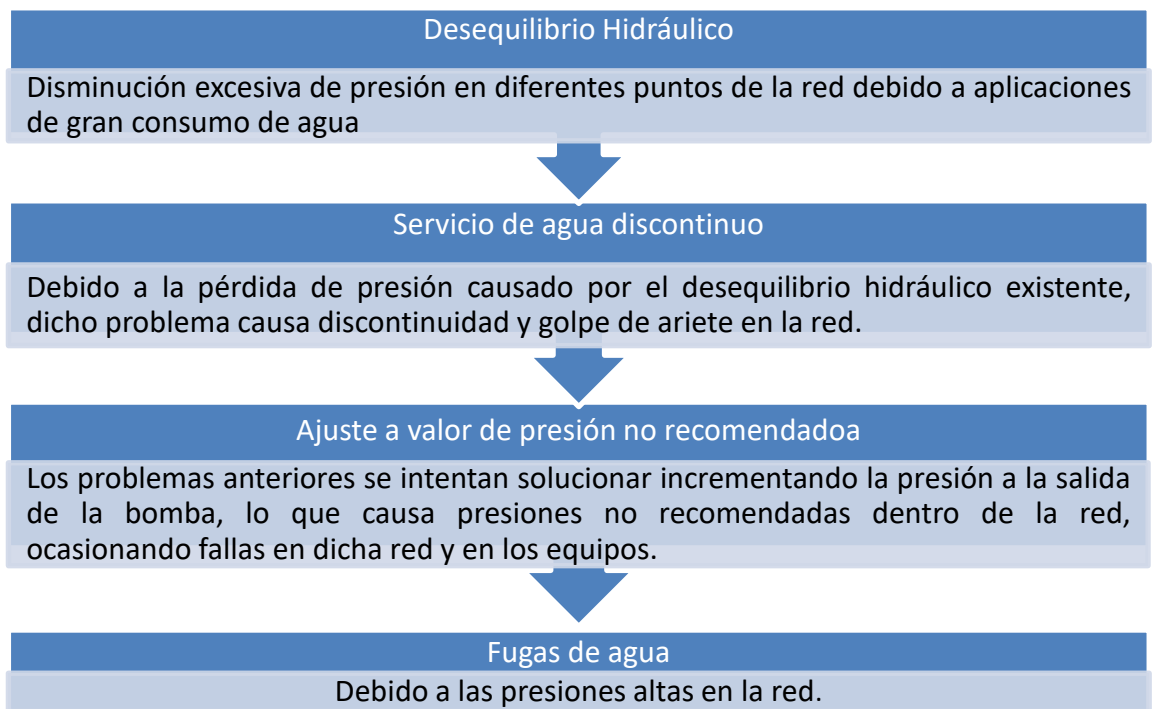 Desequilibrio Hidráulico
Disminución excesiva de presión en diferentes puntos de la red debido a aplicaciones
de gran consumo de agua
Servicio de agua discontinuo
Debido a la pérdida de presión causado por el desequilibrio hidráulico existente,
dicho problema causa discontinuidad y golpe de ariete en la red.
Ajuste a valor de presión no recomendadoa
Los problemas anteriores se intentan solucionar incrementando la presión a la salida
de la bomba, lo que causa presiones no recomendadas dentro de la red,
ocasionando fallas en dicha red y en los equipos.
Fugas de agua
Debido a las presiones altas en la red.